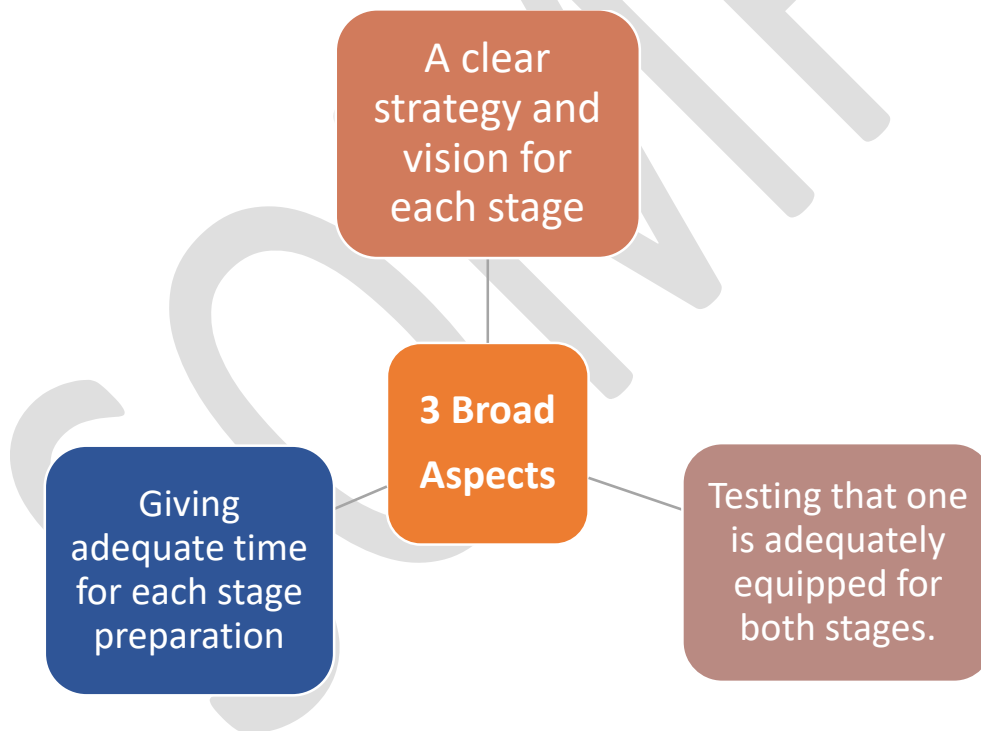 A clear
strategy and
vision for
each stage
3 Broad
Aspects
Giving
adequate time
for each stage
preparation
Testing that one
is adequately
equipped for
both stages.